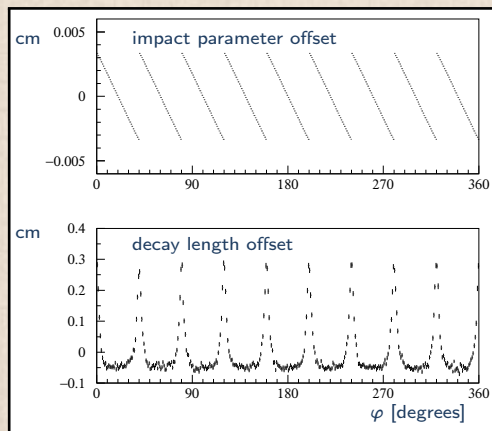 cm
0.005
impact parameter offset
0
−0.005
0 90 180 270 360
cm
0.4
decay length offset
0.3
0.2
0.1
0
−0.1
0 90 180 270 360
φ [degrees]